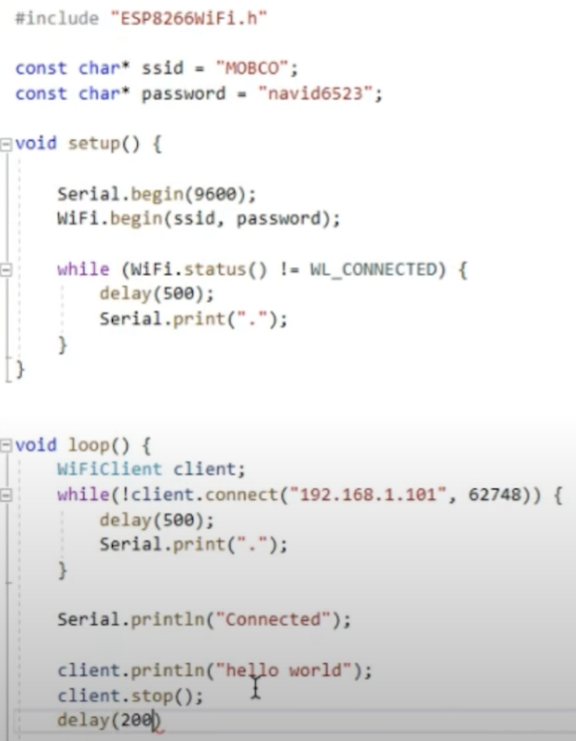 #include "ESP8266WiFi.h"
const char* ssid = "MOBCO";
const char* password = "navid6523";
void setup() {
Serial.begin(9600);
WiFi.begin(ssid, password);
while (WiFi.status() != WL_CONNECTED) {
delay(500);
Serial.print(".");
}
}
void loop() {
WiFiClient client;
while(!client.connect("192.168.1.101", 62748)) {
delay(500);
Serial.print(".");
}
Serial.println("Connected");
client.println("hello world");
client.stop();
delay(200)